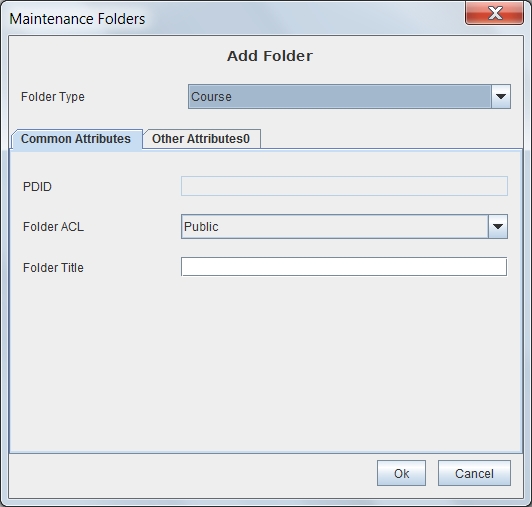 Maintenance Folders
Add Folder
Folder Type Course
Common Attributes Other Attributes0
PDID
Folder ACL Public
Folder Title
Ok Cancel